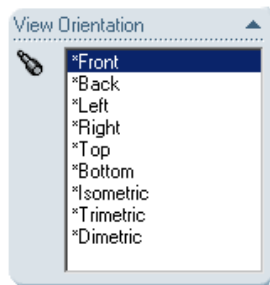 View Orientation
*Front
*Back
*Left
*Right
*Top
*Bottom
*Isometric
*Trimetric
*Dimetric